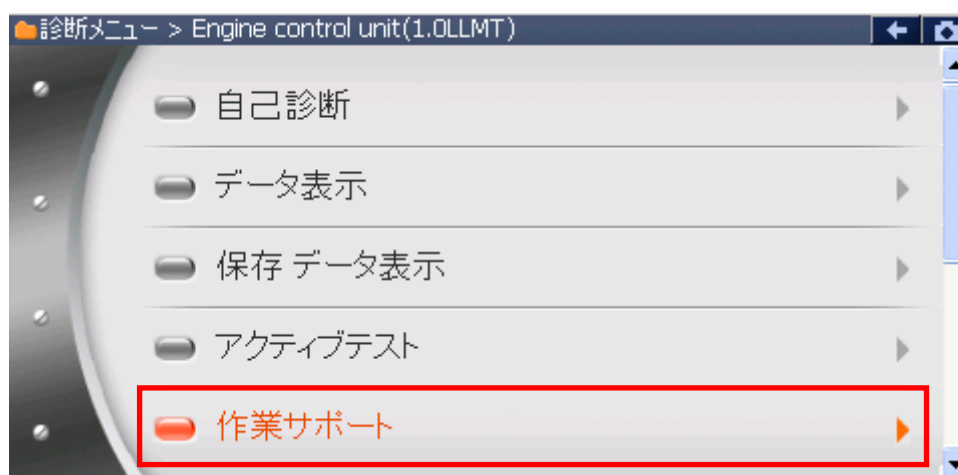 診断メニュー > Engine control unit(1.0LLMT)
自己診断
データ表示
保存 データ表示
アクティブテスト
作業サポート